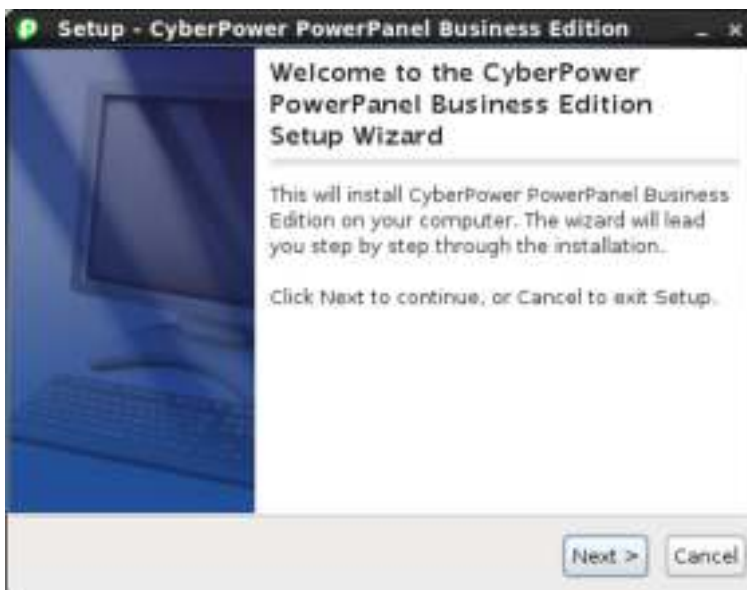 Setup - CyberPower PowerPanel Business Edition
Welcome to the CyberPower
PowerPanel Business Edition
Setup Wizard
This will install CyberPower PowerPanel Business
Edition on your computer. The wizard will lead
you step by step through the installation.
Click Next to continue, or Cancel to exit Setup.
Next >
Cancel